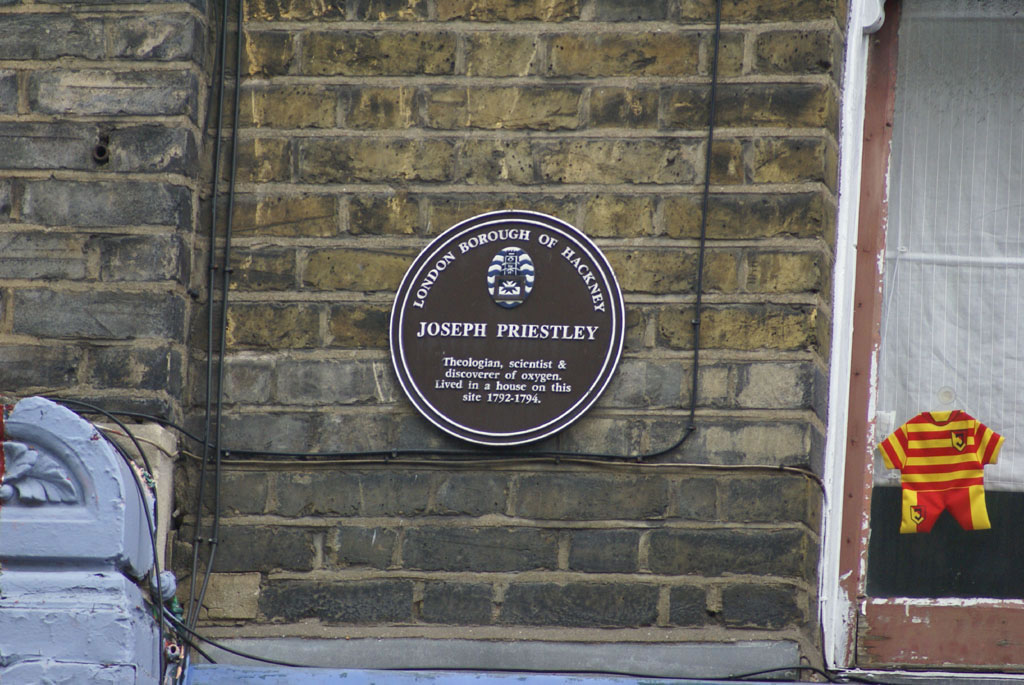 LONDON BOROUGH OF HACKNEY
JOSEPH PRIESTLEY
Theologian, scientist &
discoverer of oxygen.
Lived in a house on this
site 1792-1794.